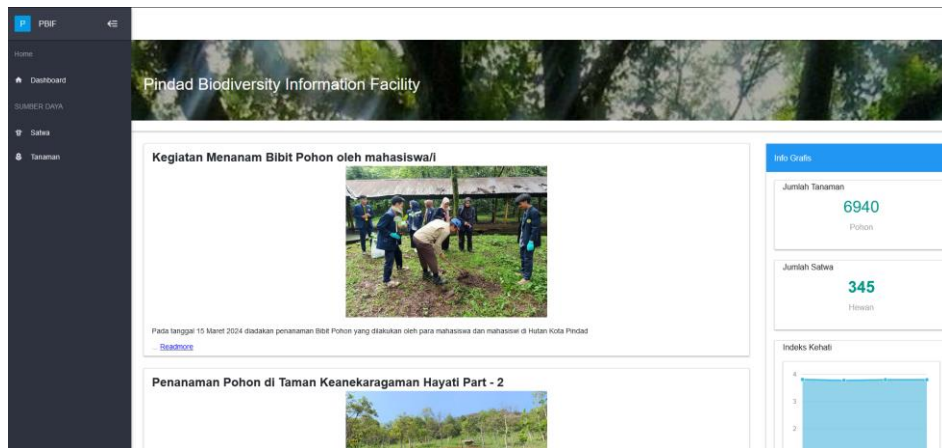 P PBIF
Home
Dashboard
SUMBER DAYA
Satwa
Tanaman
Pindad Biodiversity Information Facility
Kegiatan Menanam Bibit Pohon oleh mahasiswa/i
Pada tanggal 15 Maret 2024 diadakan penanaman Bibit Pohon yang dilakukan oleh para mahasiswa dan mahasiswi di Hutan Kota Pindad
... Readmore
Penanaman Pohon di Taman Keanekaragaman Hayati Part - 2
Info Grafis
Jumlah Tanaman
6940
Pohon
Jumlah Satwa
345
Hewan
Indeks Kehati
4
3
2